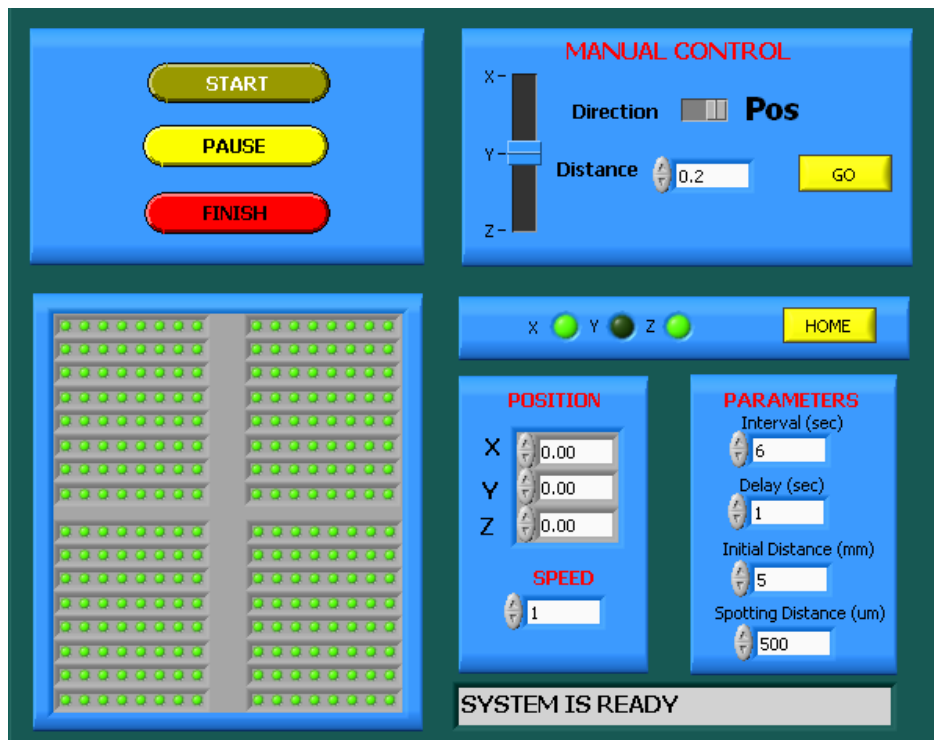 START
PAUSE
FINISH
MANUAL CONTROL
X
Direction Pos
Y
Distance 0.2 GO
Z
X Y Z HOME
POSITION
X 0.00
Y 0.00
Z 0.00
SPEED
1
PARAMETERS
Interval (sec)
6
Delay (sec)
1
Initial Distance (mm)
5
Spotting Distance (um)
500
SYSTEM IS READY